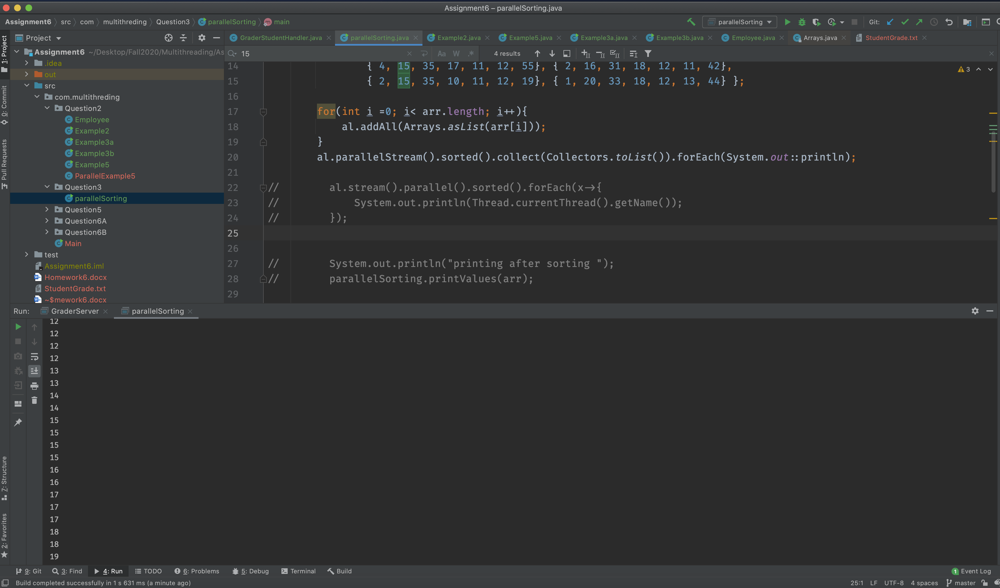 Assignment6 – parallelSorting.java
Assignment6 src com multithreding Question3 parallelSorting main
parallelSorting Git:
Project
GraderStudentHandler.java parallelSorting.java Example2.java Example5.java Example3a.java Example3b.java Employee.java Arrays.java StudentGrade.txt
15 Aa W .* 4 results
Assignment6 ~/Desktop/Fall2020/Multithreading/As
.idea
out
src
com.multithreding
Question2
Employee
Example2
Example3a
Example3b
Example5
ParallelExample5
Question3
parallelSorting
Question5
Question6A
Question6B
Main
test
Assignment6.iml
Homework6.docx
StudentGrade.txt
~$mework6.docx
1: Project
0: Commit
Pull Requests
Z: Structure
2: Favorites
3
14 { 4, 15, 35, 17, 11, 12, 55}, { 2, 16, 31, 18, 12, 11, 42},
15 { 2, 15, 35, 10, 11, 12, 19}, { 1, 20, 33, 18, 12, 13, 44} };
16
17 for(int i =0; i< arr.length; i++){
18 al.addAll(Arrays.asList(arr[i]));
19 }
20 al.parallelStream().sorted().collect(Collectors.toList()).forEach(System.out::println);
21
22 // al.stream().parallel().sorted().forEach(x->{
23 // System.out.println(Thread.currentThread().getName());
24 // });
25
26
27 // System.out.println("printing after sorting ");
28 // parallelSorting.printValues(arr);
29
Run: GraderServer parallelSorting
12
12
12
12
13
13
14
14
15
15
15
15
16
16
17
17
17
18
18
19
9: Git 3: Find 4: Run TODO 6: Problems 5: Debug Terminal Build 1 Event Log
Build completed successfully in 1 s 631 ms (a minute ago) 25:1 LF UTF-8 4 spaces master